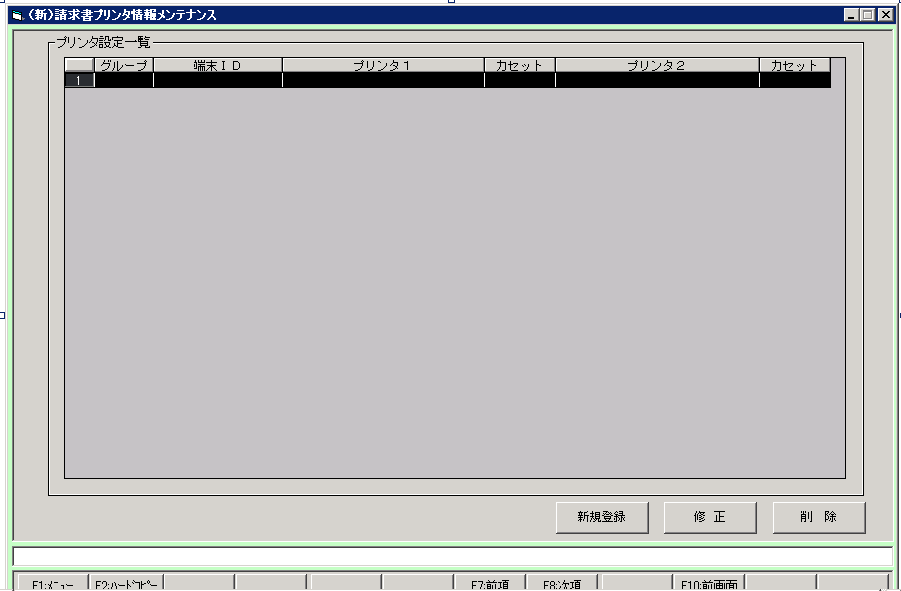 (新)請求書プリンタ情報メンテナンス
プリンタ設定一覧
グループ 端末ID プリンタ1 カセット プリンタ2 カセット
1
新規登録 修 正 削 除
F1:メニュー F2:ハードコピー F7:前項 F8:次項 F10:前画面